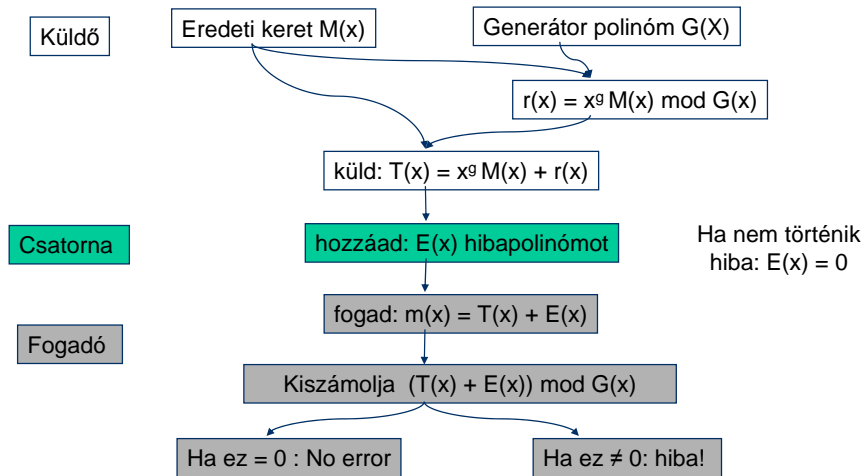 Küldő
Eredeti keret M(x)
Generátor polinóm G(X)
r(x) = xᵍ M(x) mod G(x)
küld: T(x) = xᵍ M(x) + r(x)
Csatorna
hozzáad: E(x) hibapolinómot
Ha nem történik
hiba: E(x) = 0
fogad: m(x) = T(x) + E(x)
Fogadó
Kiszámolja (T(x) + E(x)) mod G(x)
Ha ez = 0 : No error
Ha ez ≠ 0: hiba!